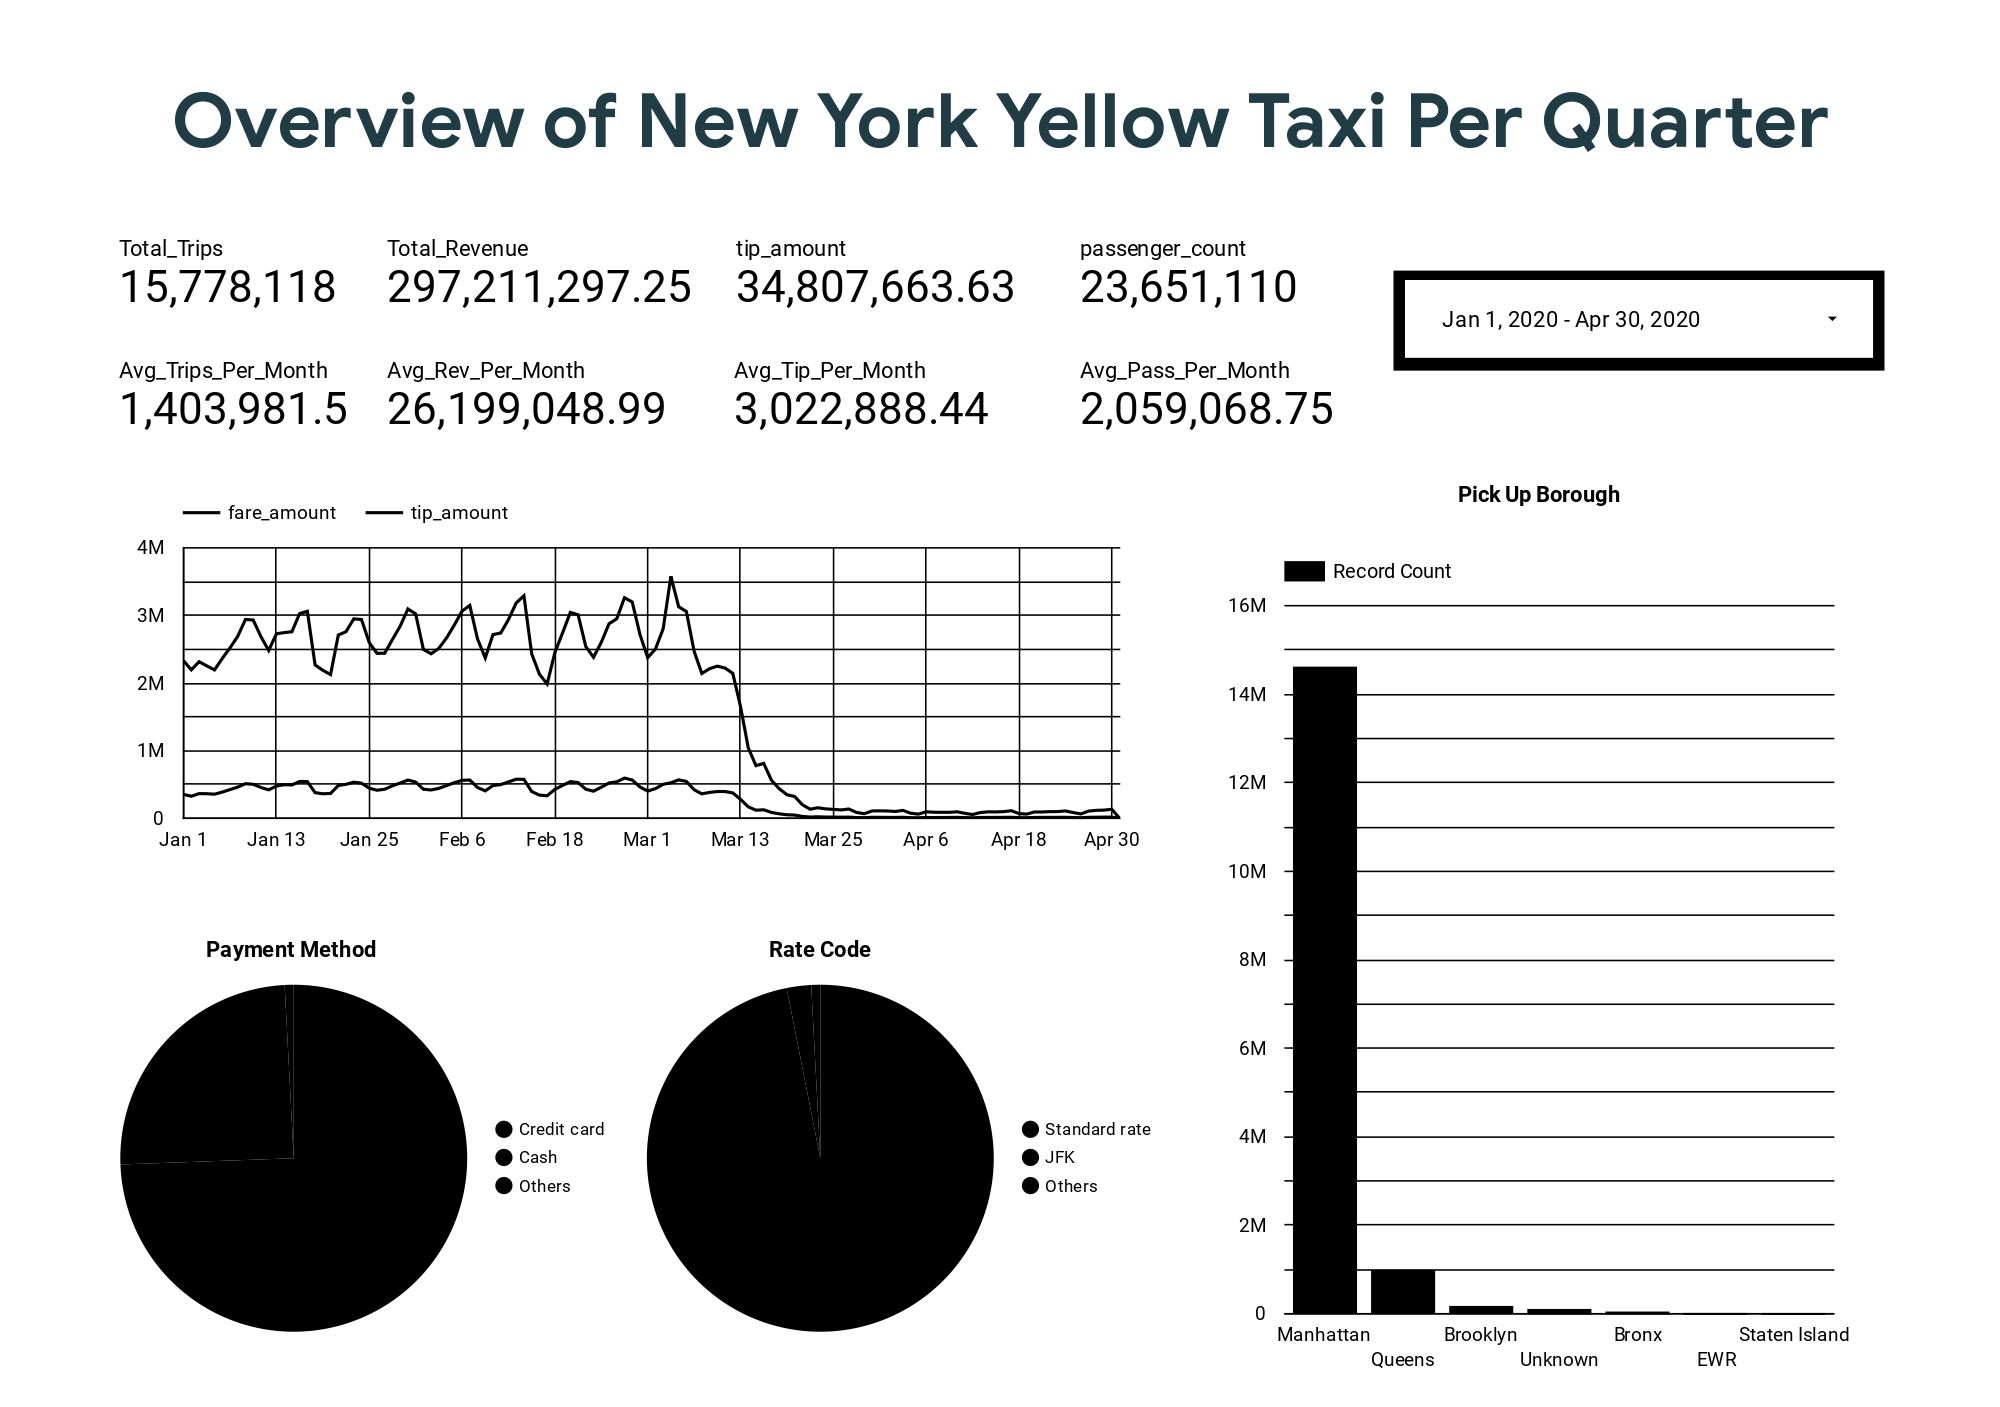 Overview of New York Yellow Taxi Per Quarter
Total_Trips
15,778,118
Total_Revenue
297,211,297.25
tip_amount
34,807,663.63
passenger_count
23,651,110
Jan 1, 2020 - Apr 30, 2020
Avg_Trips_Per_Month
1,403,981.5
Avg_Rev_Per_Month
26,199,048.99
Avg_Tip_Per_Month
3,022,888.44
Avg_Pass_Per_Month
2,059,068.75
fare_amount tip_amount
4M
3M
2M
1M
0
Jan 1 Jan 13 Jan 25 Feb 6 Feb 18 Mar 1 Mar 13 Mar 25 Apr 6 Apr 18 Apr 30
Payment Method
Credit card
Cash
Others
Rate Code
Standard rate
JFK
Others
Pick Up Borough
Record Count
16M
14M
12M
10M
8M
6M
4M
2M
0
Manhattan Brooklyn Bronx Staten Island
Queens Unknown EWR